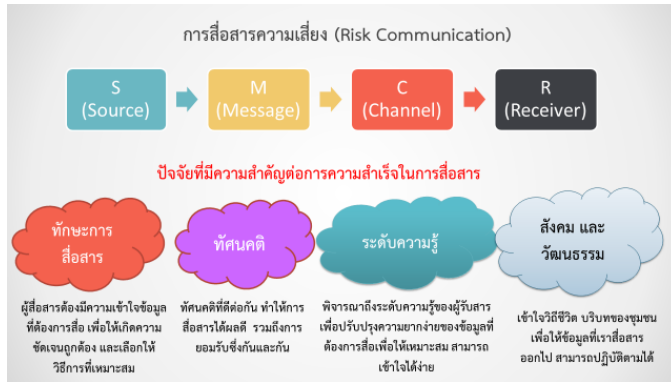 การสื่อสารความเสี่ยง (Risk Communication)
S
(Source)
M
(Message)
C
(Channel)
R
(Receiver)
ปัจจัยที่มีความสำคัญต่อการความสำเร็จในการสื่อสาร
ทักษะการ
สื่อสาร
ทัศนคติ
ระดับความรู้
สังคม และ
วัฒนธรรม
ผู้สื่อสารต้องมีความเข้าใจข้อมูล
ที่ต้องการสื่อ เพื่อให้เกิดความ
ชัดเจนถูกต้อง และเลือกให้
วิธีการที่เหมาะสม
ทัศนคติที่ดีต่อกัน ทำให้การ
สื่อสารได้ผลดี รวมถึงการ
ยอมรับซึ่งกันและกัน
พิจารณาถึงระดับความรู้ของผู้รับสาร
เพื่อปรับปรุงความยากง่ายของข้อมูลที่
ต้องการสื่อเพื่อให้เหมาะสม สามารถ
เข้าใจได้ง่าย
เข้าใจวิถีชีวิต บริบทของชุมชน
เพื่อให้ข้อมูลที่เราสื่อสาร
ออกไป สามารถปฏิบัติตามได้